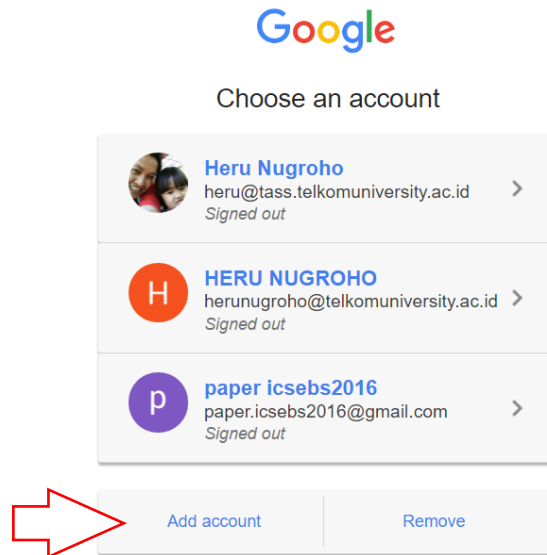 Google
Choose an account
Heru Nugroho
heru@tass.telkomuniversity.ac.id
Signed out
H
HERU NUGROHO
herunugroho@telkomuniversity.ac.id
Signed out
p
paper icsebs2016
paper.icsebs2016@gmail.com
Signed out
Add account Remove